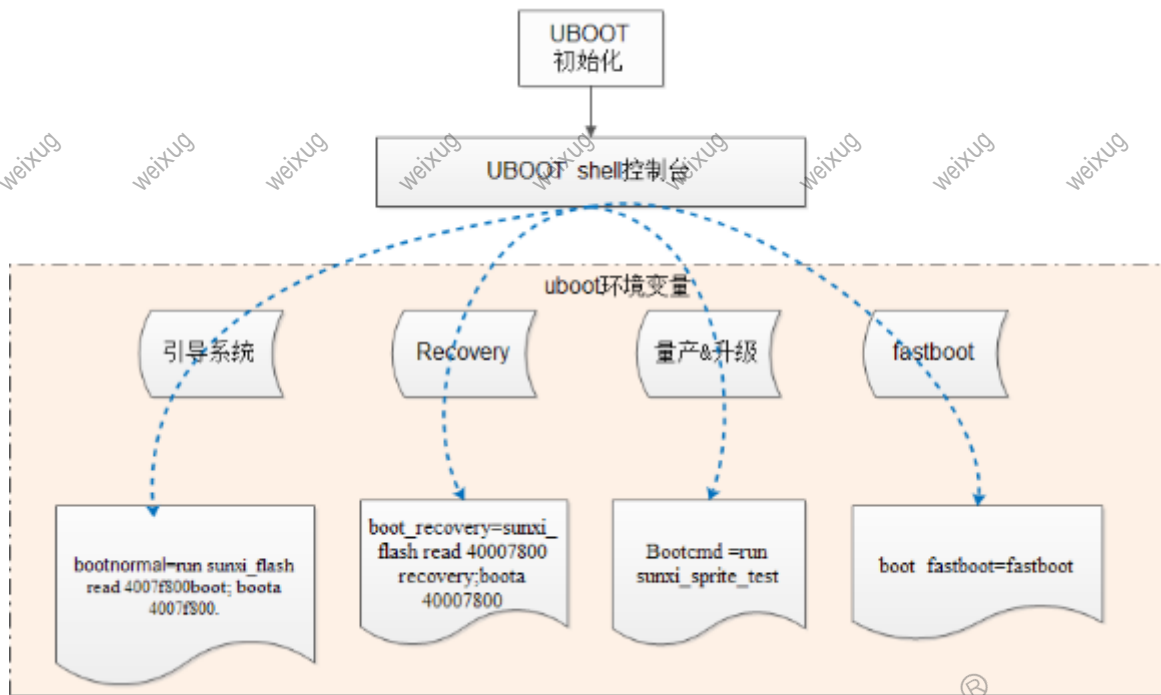 UBOOT
初始化
UBOOT shell控制台
weixug weixug weixug weixug weixug weixug weixug weixug weixug
uboot环境变量
引导系统
Recovery
量产&升级
fastboot
bootnormal=run sunxi_flash
read 4007f800boot; boota
4007f800.
boot_recovery=sunxi_
flash read 40007800
recovery;boota
40007800
Bootcmd =run
sunxi_sprite_test
boot fastboot=fastboot
®